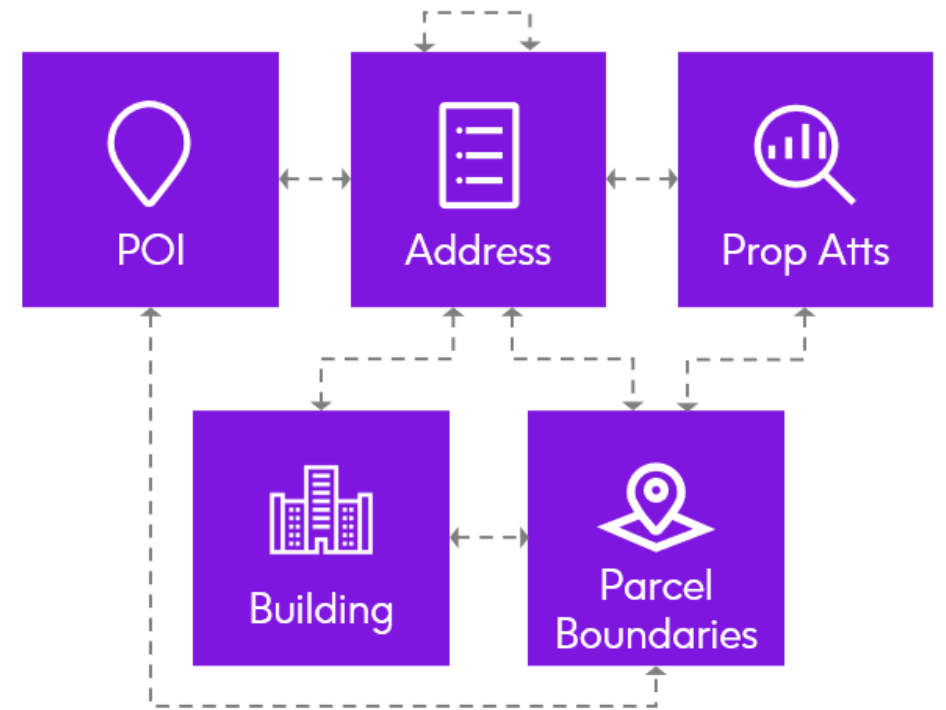 POI
Address
Prop Atts
Building
Parcel
Boundaries